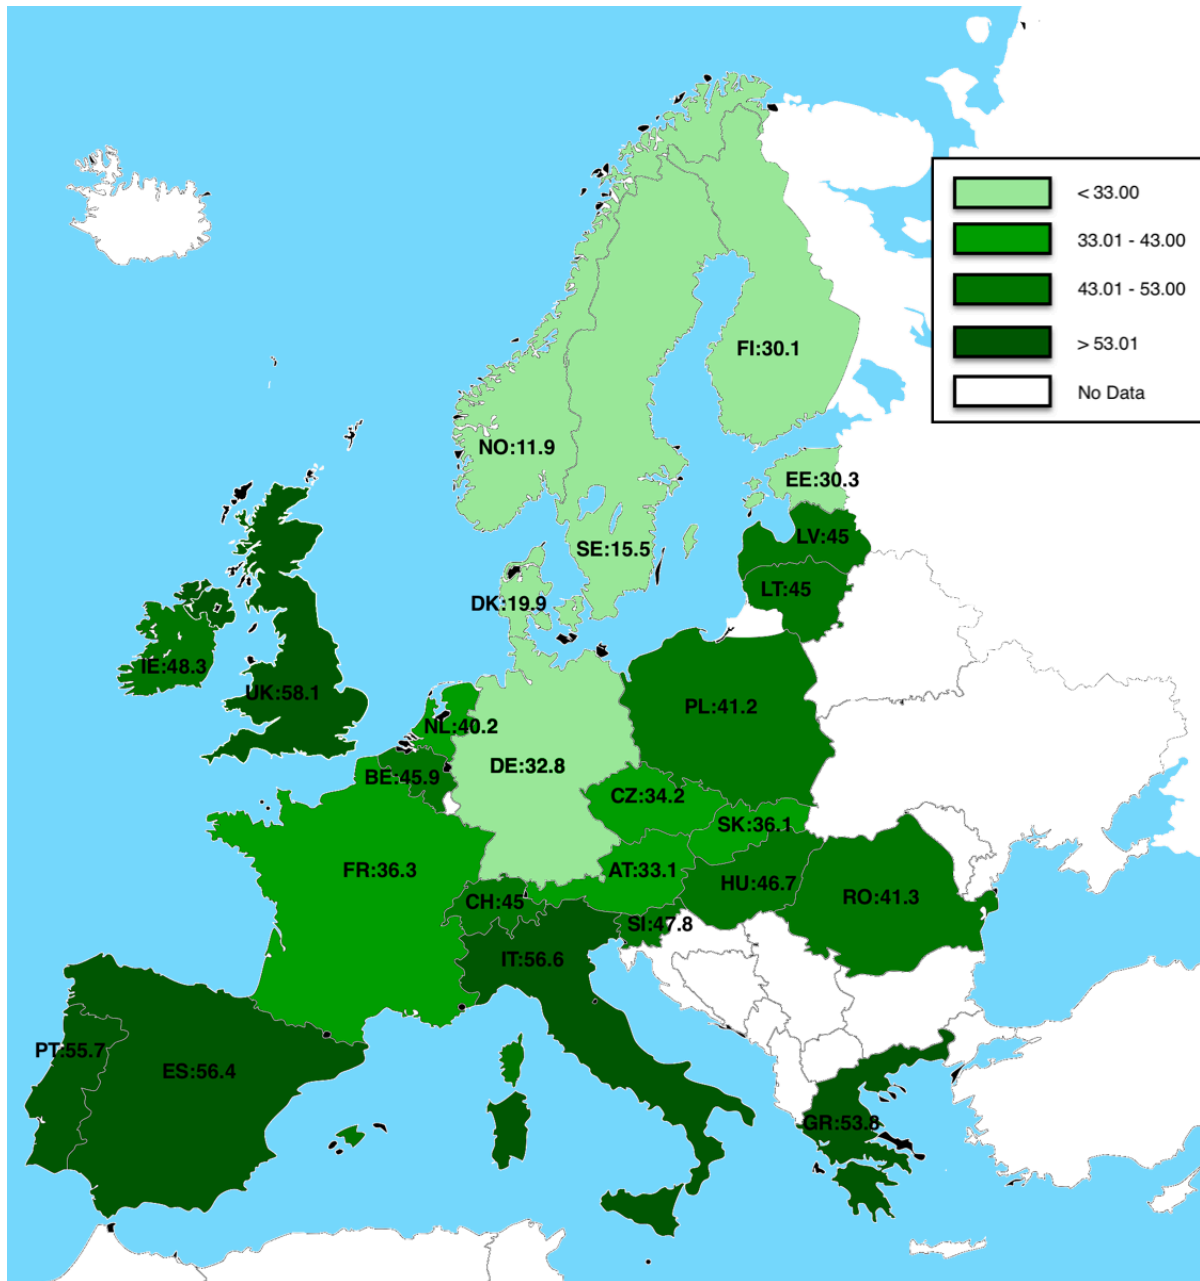 < 33.00
33.01 - 43.00
43.01 - 53.00
> 53.01
No Data
FI:30.1
NO:11.9
EE:30.3
LV:45
SE:15.5
LT:45
DK:19.9
IE:48.3
UK:58.1
PL:41.2
NL:40.2
DE:32.8
BE:45.9
CZ:34.2
SK:36.1
FR:36.3
AT:33.1
HU:46.7
RO:41.3
CH:45
SI:47.8
IT:56.6
PT:55.7
ES:56.4
GR:53.8